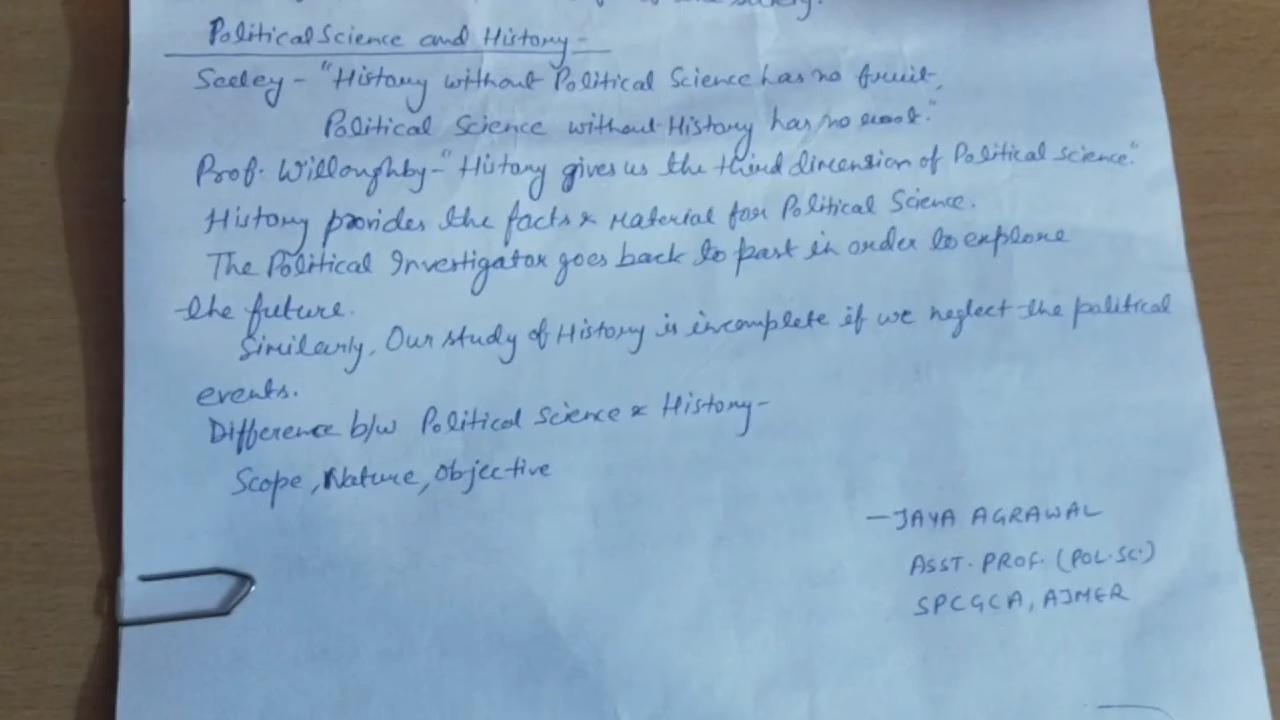 Political Science and History -
Seeley - "History without Political Science has no fruit,
Political Science without History has no root."
Prof. Willoughby - "History gives us the third dimension of Political science."
History provides the facts & material for Political Science.
The Political Investigator goes back to past in order to explore
the future.
Similarly, Our study of History is incomplete if we neglect the political
events.
Difference b/w Political Science & History -
Scope, Nature, Objective
- JAYA AGRAWAL
ASST. PROF. (POL.SC.)
SPCGCA, AJMER